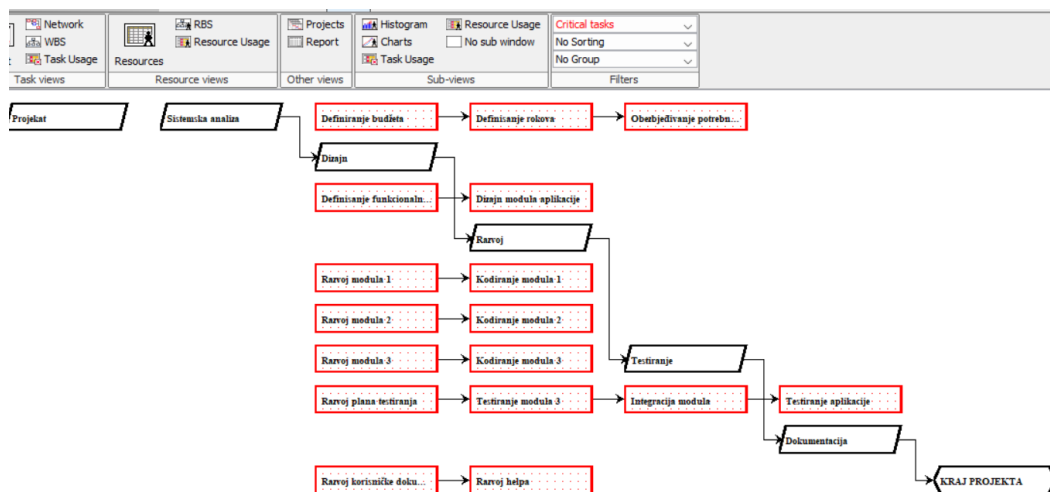 Network
WBS
Task Usage
Task views
Resources
RBS
Resource Usage
Resource views
Projects
Report
Other views
Histogram
Charts
Task Usage
Resource Usage
No sub window
Sub-views
Critical tasks
No Sorting
No Group
Filters
Projekat
Sistemska analiza
Definiranje budžeta
Definisanje rokova
Obezbjeđivanje potrebn...
Dizajn
Definisanje funkcionaln...
Dizajn modula aplikacije
Razvoj
Razvoj modula 1
Kodiranje modula 1
Razvoj modula 2
Kodiranje modula 2
Razvoj modula 3
Kodiranje modula 3
Testiranje
Razvoj plana testiranja
Testiranje modula 3
Integracija modula
Testiranje aplikacije
Dokumentacija
Razvoj korisničke doku...
Razvoj helpa
KRAJ PROJEKTA